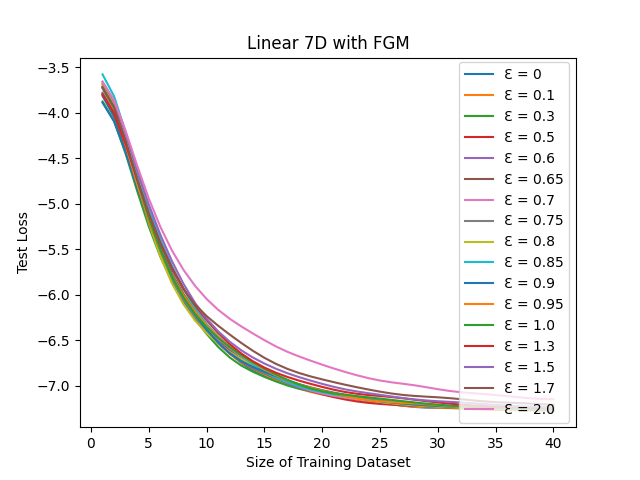 Linear 7D with FGM
Test Loss
−3.5
−4.0
−4.5
−5.0
−5.5
−6.0
−6.5
−7.0
0
5
10
15
20
25
30
35
40
Size of Training Dataset
Ɛ = 0
Ɛ = 0.1
Ɛ = 0.3
Ɛ = 0.5
Ɛ = 0.6
Ɛ = 0.65
Ɛ = 0.7
Ɛ = 0.75
Ɛ = 0.8
Ɛ = 0.85
Ɛ = 0.9
Ɛ = 0.95
Ɛ = 1.0
Ɛ = 1.3
Ɛ = 1.5
Ɛ = 1.7
Ɛ = 2.0